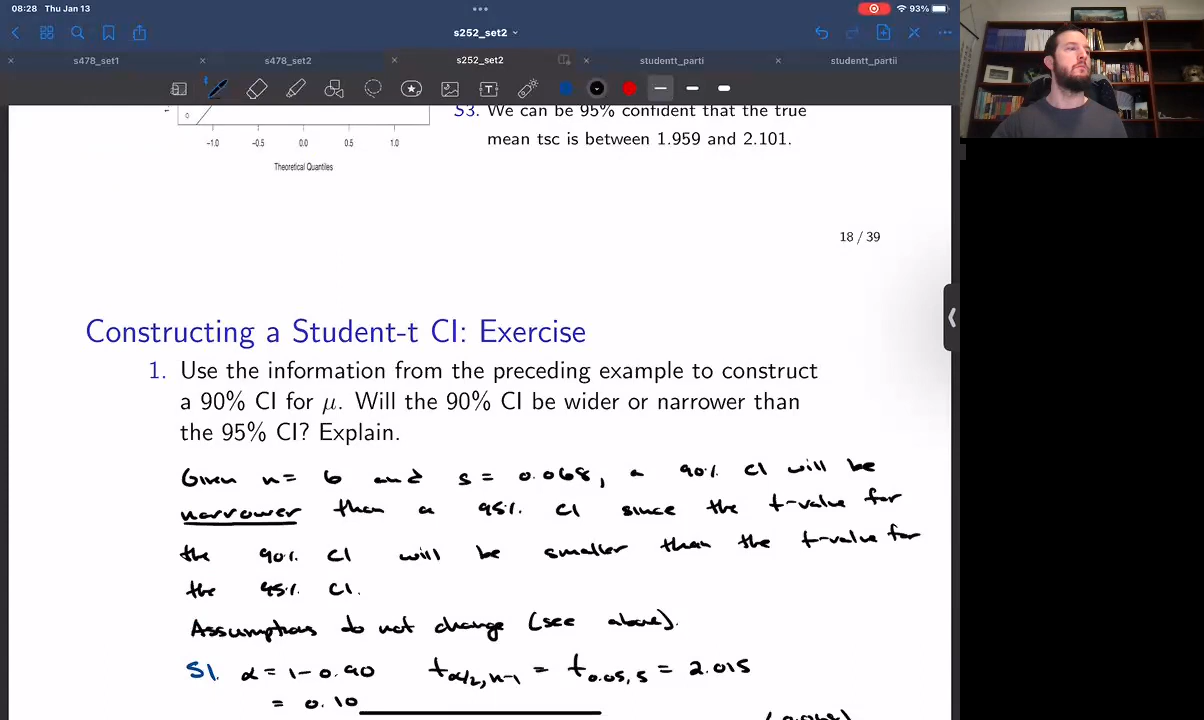 08:28 Thu Jan 13
93%
s252_set2
s478_set1
s478_set2
s252_set2
studentt_parti
studentt_partii
0
-1.0 -0.5 0.0 0.5 1.0
Theoretical Quantiles
S3. We can be 95% confident that the true
mean tsc is between 1.959 and 2.101.
18 / 39
Constructing a Student-t CI: Exercise
1. Use the information from the preceding example to construct
a 90% CI for μ. Will the 90% CI be wider or narrower than
the 95% CI? Explain.
Given n = 6 and s = 0.068, a 90% CI will be
narrower than a 95% CI since the t-value for
the 90% CI will be smaller than the t-value for
the 95% CI.
Assumptions do not change (see above).
S1. α = 1-0.90 t α/2, n-1 = t 0.05, 5 = 2.015
= 0.10